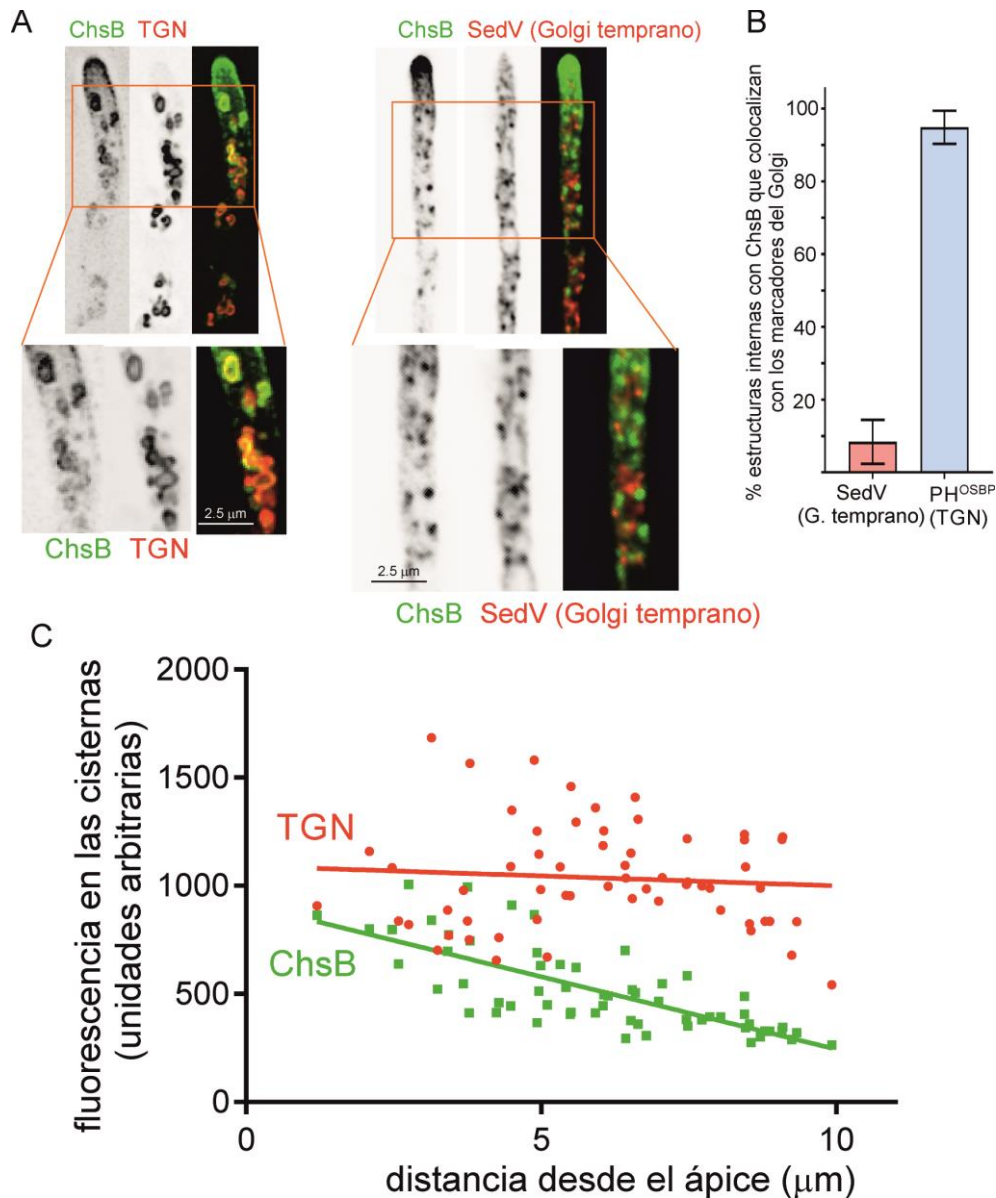 A
ChsB TGN
ChsB SedV (Golgi temprano)
2.5 μm
ChsB TGN
2.5 μm
ChsB SedV (Golgi temprano)
B
% estructuras internas con ChsB que colocalizan
con los marcadores del Golgi
100
80
60
40
20
SedV
(G. temprano)
PH^OSBP
(TGN)
C
fluorescencia en las cisternas
(unidades arbitrarias)
2000
1500
1000
500
0
TGN
ChsB
0 5 10
distancia desde el ápice (μm)